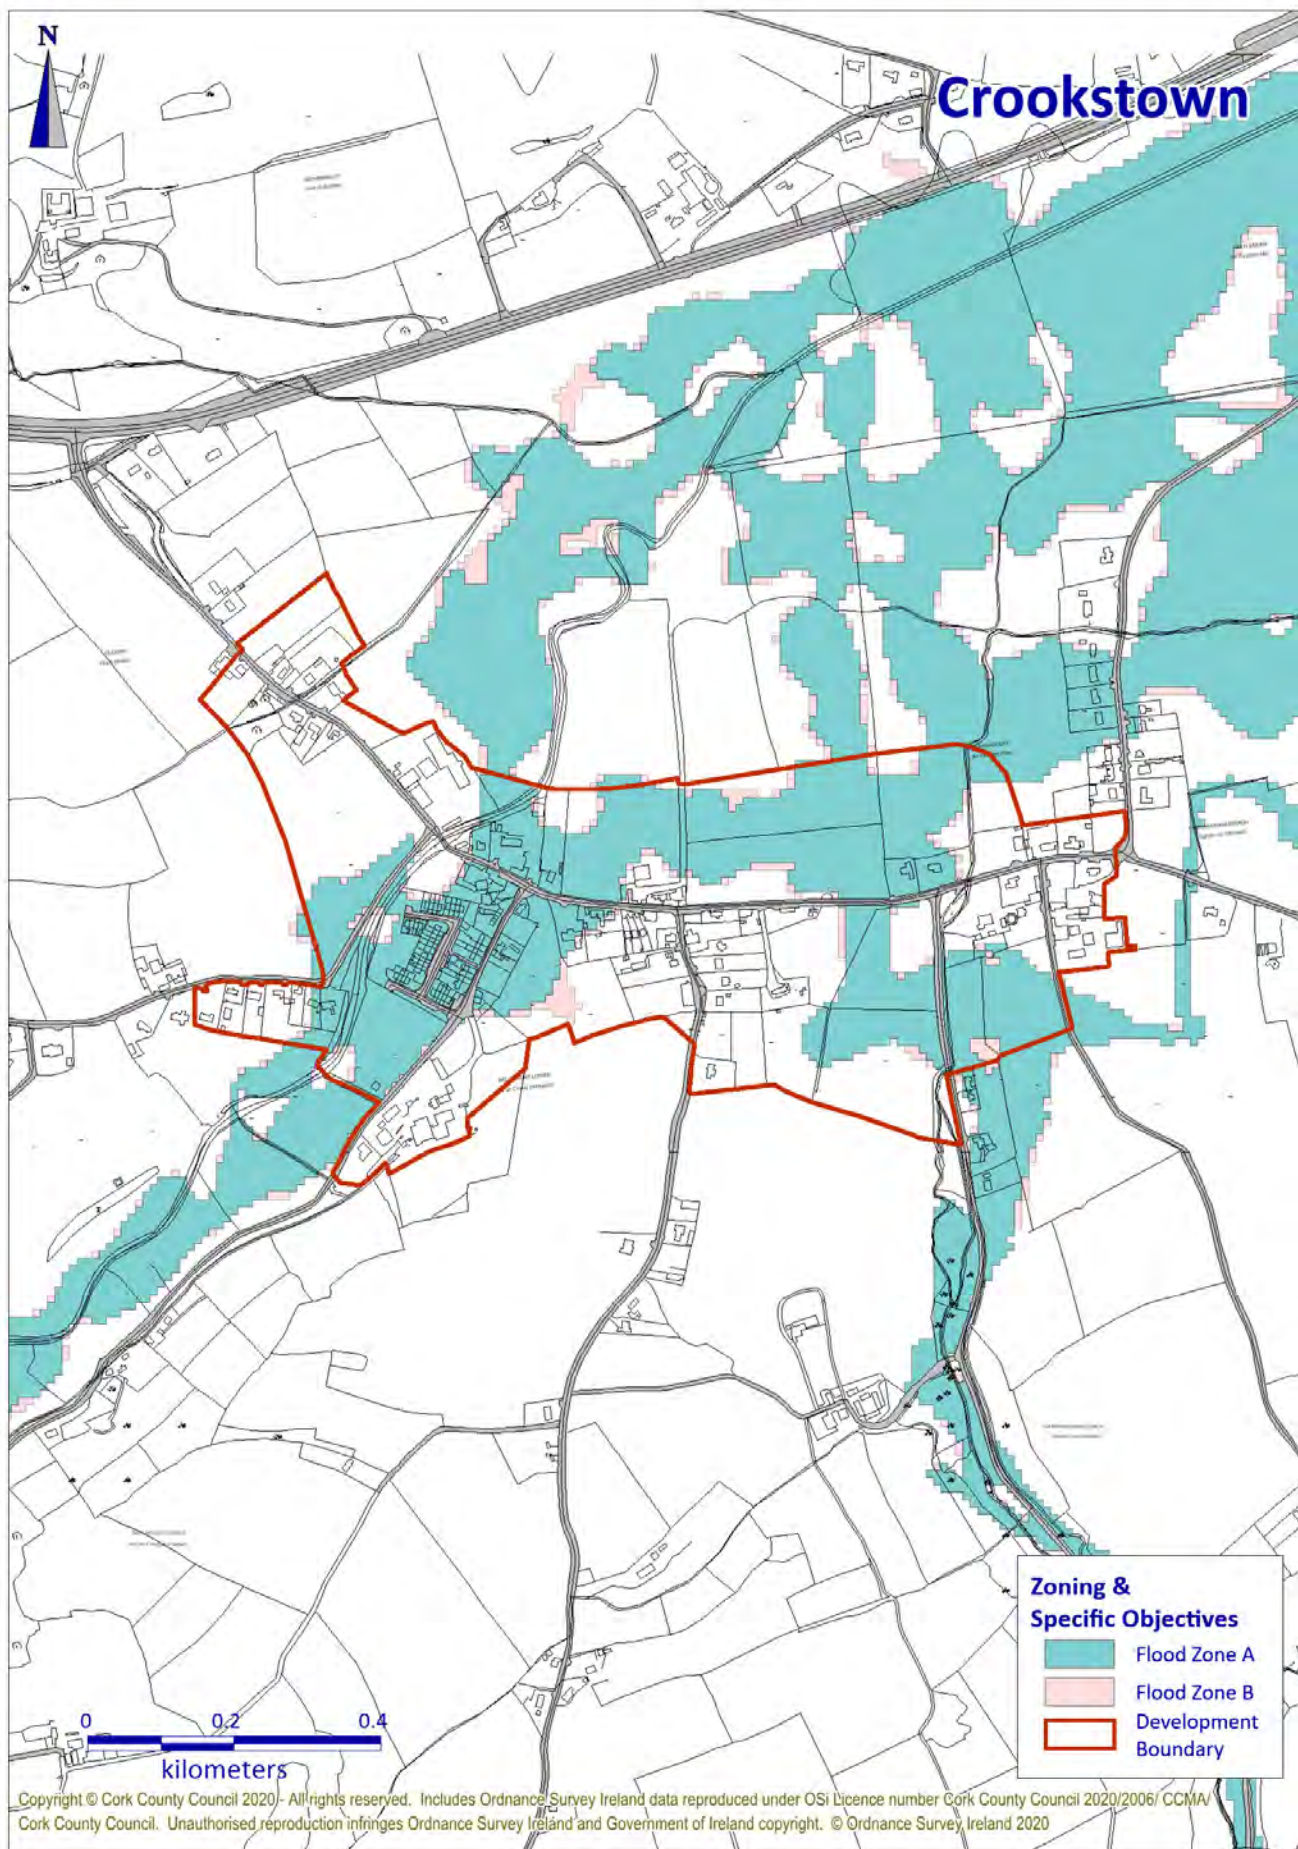 N
Crookstown
Zoning &
Specific Objectives
Flood Zone A
Flood Zone B
Development
Boundary
0 0.2 0.4
kilometers
Copyright © Cork County Council 2020 - All rights reserved. Includes Ordnance Survey Ireland data reproduced under OSi Licence number Cork County Council 2020/2006/ CCMA/
Cork County Council. Unauthorised reproduction infringes Ordnance Survey Ireland and Government of Ireland copyright. © Ordnance Survey Ireland 2020